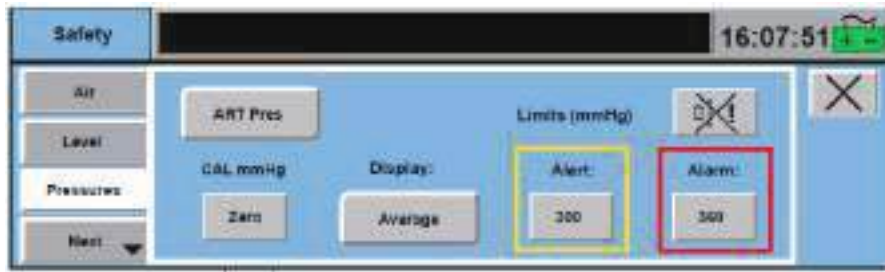 Safety
16:07:51
Air
ART Pres
Limits (mmHg)
Level
CAL mmHg
Display:
Alert:
Alarm:
Pressures
Zero
Average
300
Next